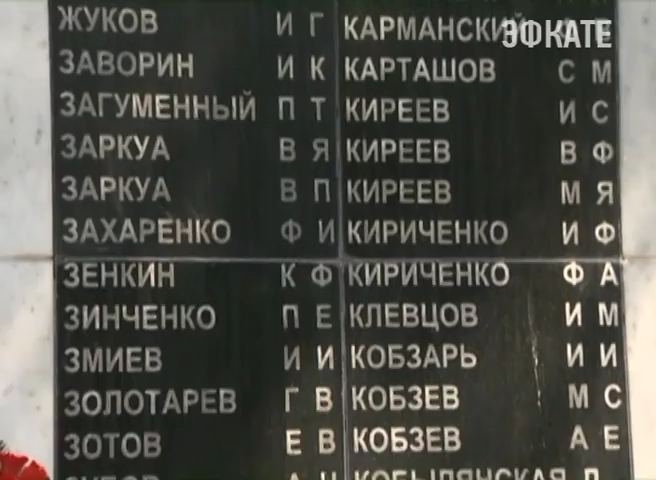 ЖУКОВ И Г
ЗАВОРИН И К
ЗАГУМЕННЫЙ П Т
ЗАРКУА В Я
ЗАРКУА В П
ЗАХАРЕНКО Ф И
ЗЕНКИН К Ф
ЗИНЧЕНКО П Е
ЗМИЕВ И И
ЗОЛОТАРЕВ Г В
ЗОТОВ Е В
КАРМАНСКИЙ
КАРТАШОВ С М
КИРЕЕВ И С
КИРЕЕВ В Ф
КИРЕЕВ М Я
КИРИЧЕНКО И Ф
КИРИЧЕНКО Ф А
КЛЕВЦОВ И М
КОБЗАРЬ И И
КОБЗЕВ М С
КОБЗЕВ А Е
КОБЫЛЯНСКАЯ
ЭФКАТЕ